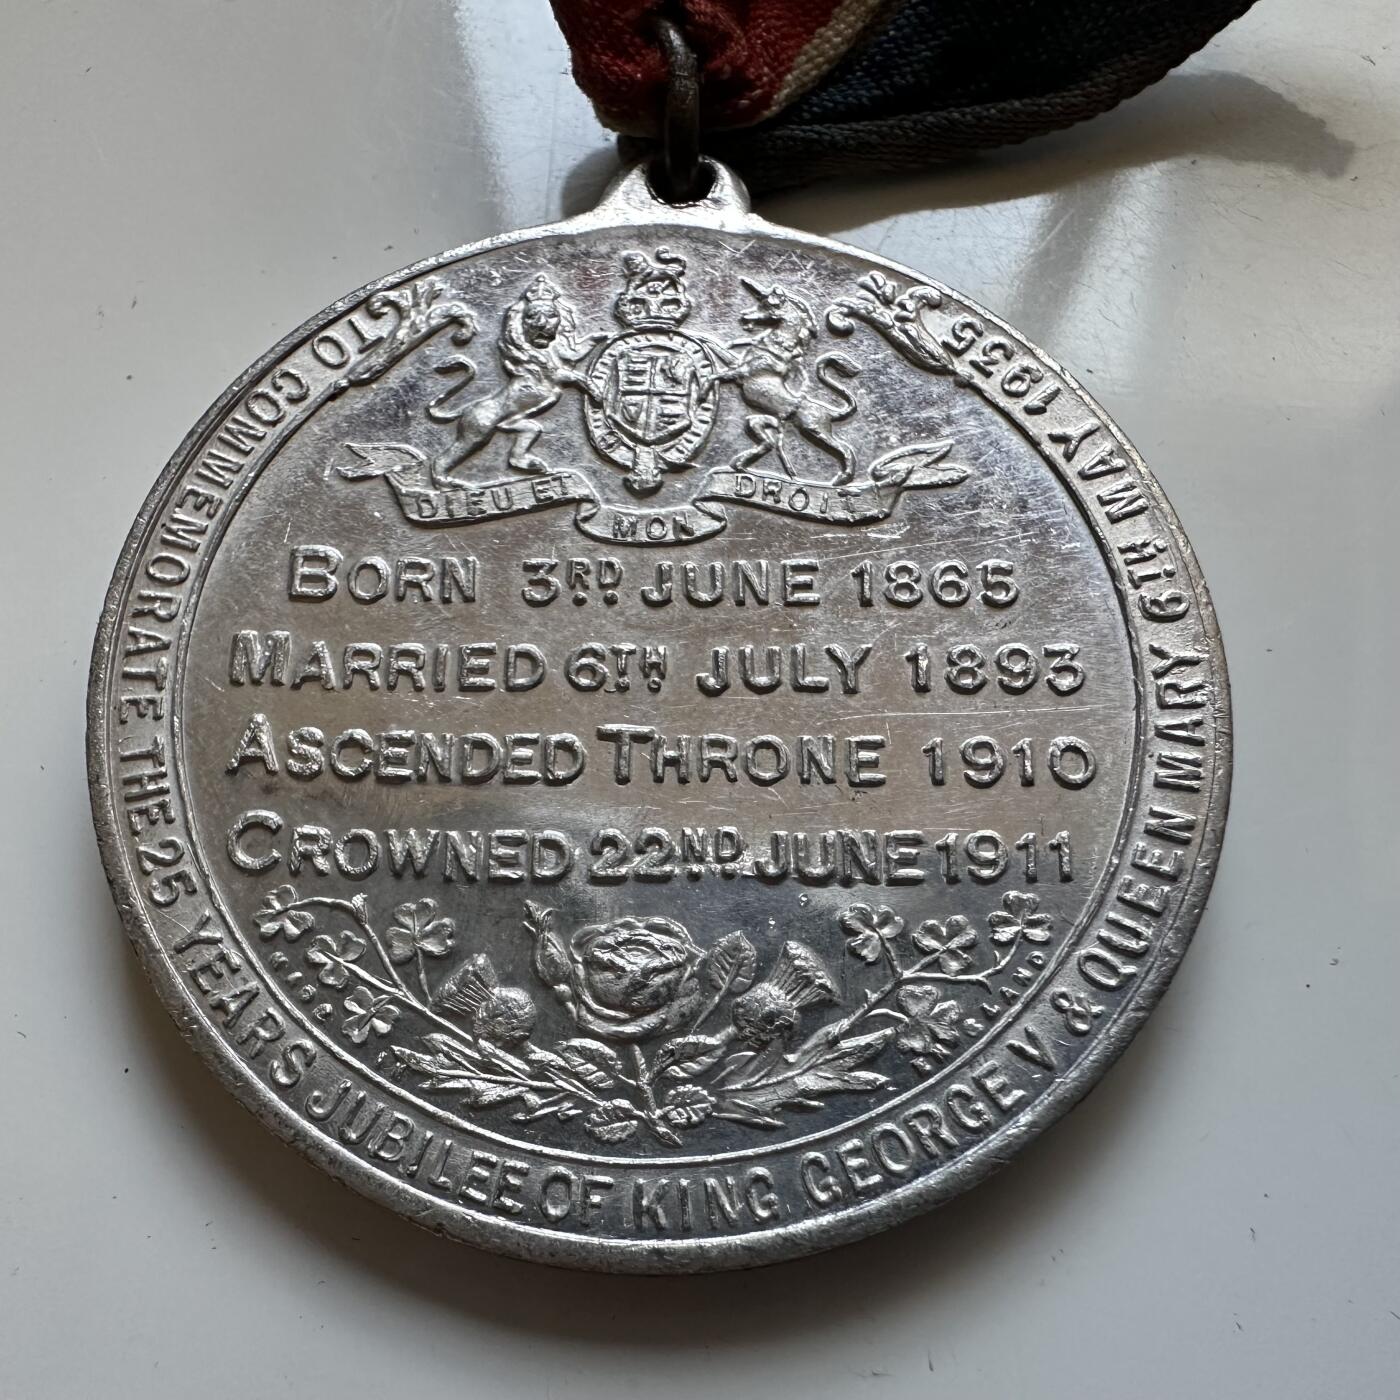 TO COMMEMORATE THE 25 YEARS JUBILEE OF KING GEORGE V & QUEEN MARY 6TH MAY 1935
DIEU ET MON DROIT
BORN 3RD JUNE 1865
MARRIED 6TH JULY 1893
ASCENDED THRONE 1910
CROWNED 22ND JUNE 1911